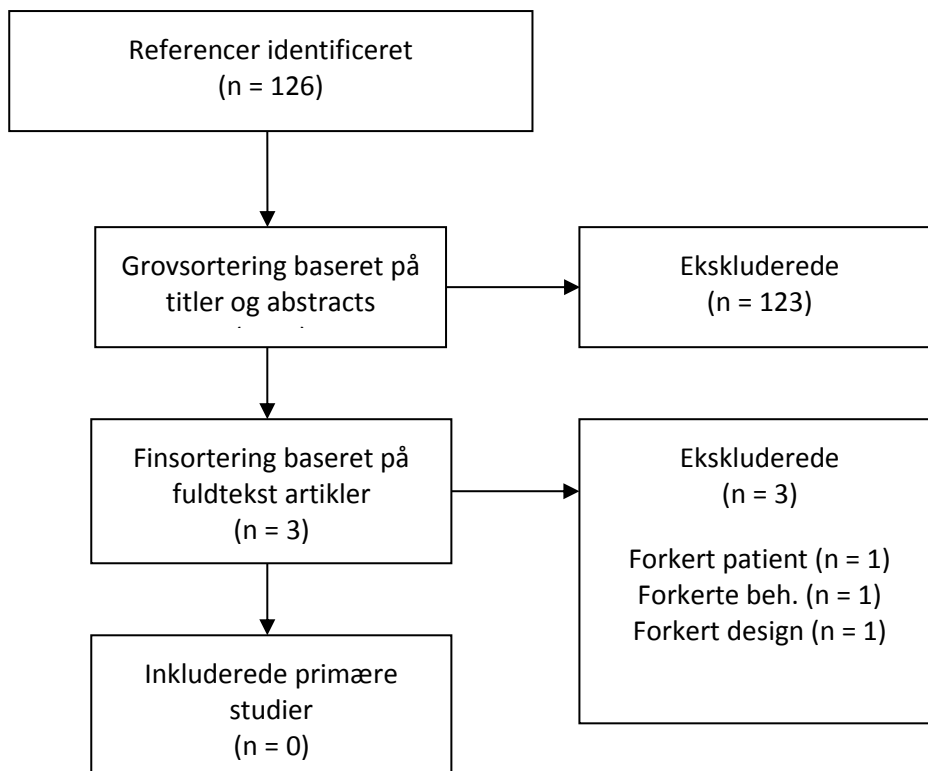 Referencer identificeret
(n = 126)
Grovsortering baseret på
titler og abstracts
Ekskluderede
(n = 123)
Finsortering baseret på
fuldtekst artikler
(n = 3)
Ekskluderede
(n = 3)
Forkert patient (n = 1)
Forkerte beh. (n = 1)
Forkert design (n = 1)
Inkluderede primære
studier
(n = 0)